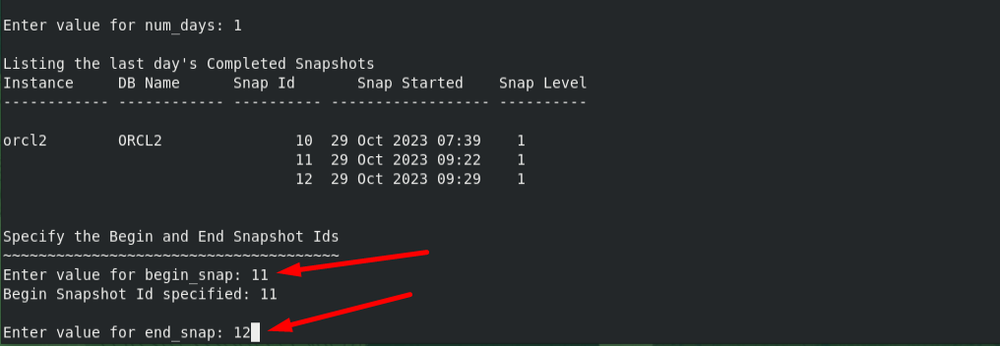 Enter value for num_days: 1
Listing the last day's Completed Snapshots
Instance     DB Name      Snap Id       Snap Started    Snap Level
------------ ------------ ---------- ------------------ ----------
orcl2        ORCL2               10  29 Oct 2023 07:39    1
                                 11  29 Oct 2023 09:22    1
                                 12  29 Oct 2023 09:29    1
Specify the Begin and End Snapshot Ids
~~~~~~~~~~~~~~~~~~~~~~~~~~~~~~~~~~~~~~
Enter value for begin_snap: 11
Begin Snapshot Id specified: 11
Enter value for end_snap: 12